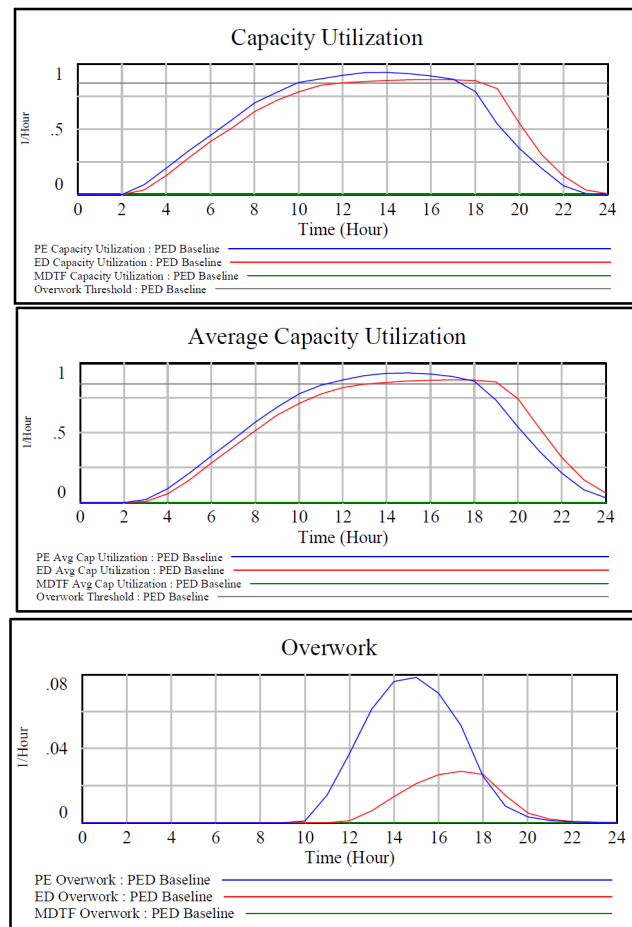 Capacity Utilization
1
.5
0
1/Hour
0 2 4 6 8 10 12 14 16 18 20 22 24
Time (Hour)
PE Capacity Utilization : PED Baseline
ED Capacity Utilization : PED Baseline
MDTF Capacity Utilization : PED Baseline
Overwork Threshold : PED Baseline
Average Capacity Utilization
1
.5
0
1/Hour
0 2 4 6 8 10 12 14 16 18 20 22 24
Time (Hour)
PE Avg Cap Utilization : PED Baseline
ED Avg Cap Utilization : PED Baseline
MDTF Avg Cap Utilization : PED Baseline
Overwork Threshold : PED Baseline
Overwork
.08
.04
0
1/Hour
0 2 4 6 8 10 12 14 16 18 20 22 24
Time (Hour)
PE Overwork : PED Baseline
ED Overwork : PED Baseline
MDTF Overwork : PED Baseline